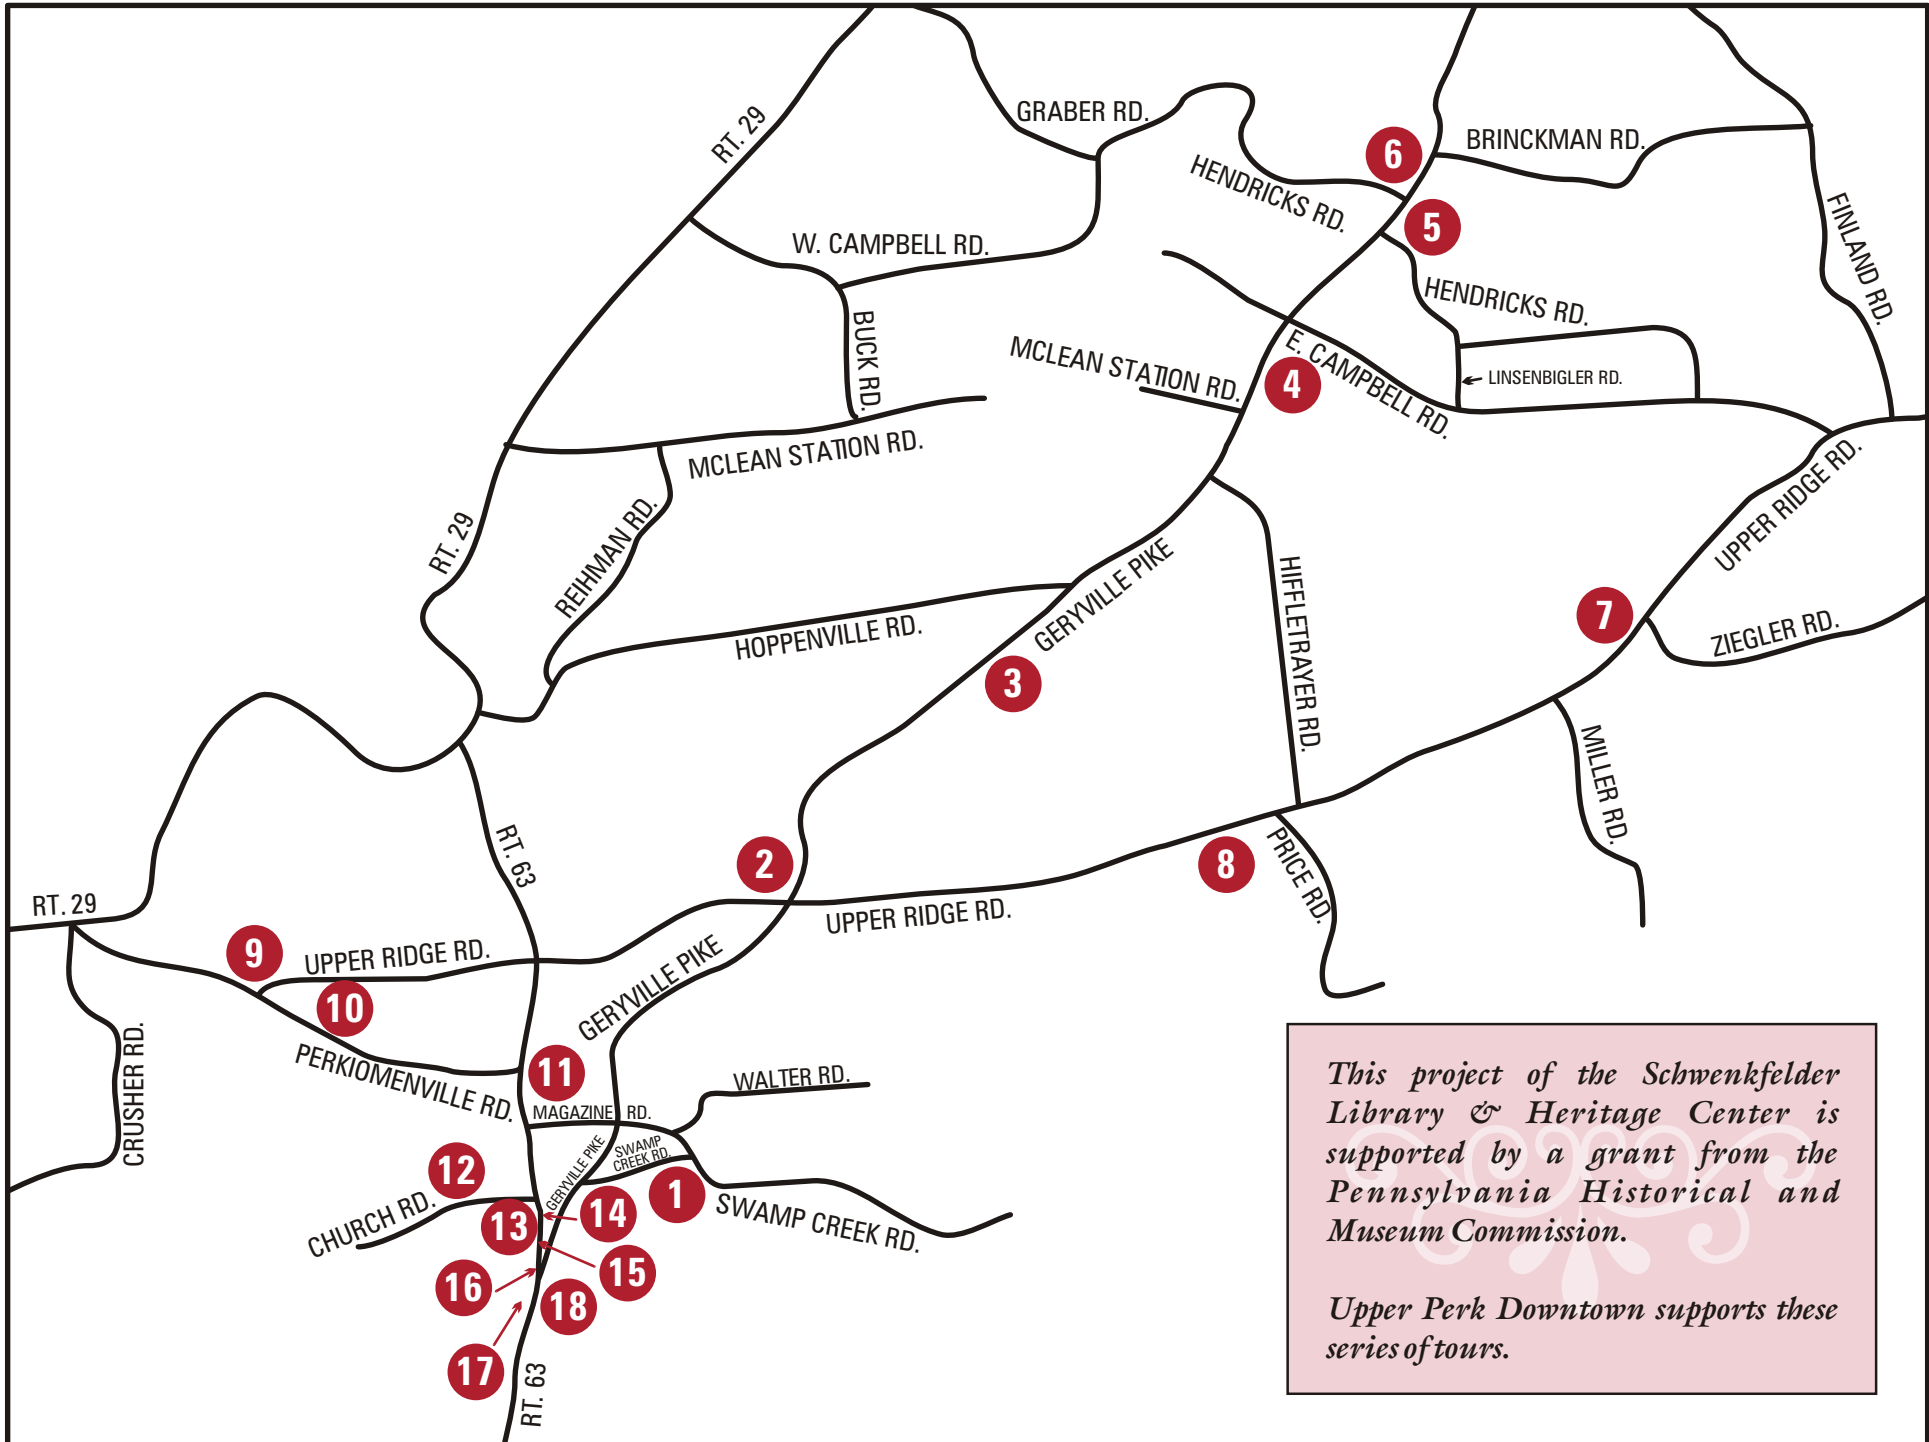 RT. 29
GRABER RD.
6
BRINCKMAN RD.
HENDRICKS RD.
5
FINLAND RD.
W. CAMPBELL RD.
HENDRICKS RD.
BUCK RD.
MCLEAN STATION RD.
E. CAMPBELL RD.
4
LINSENBIGLER RD.
MCLEAN STATION RD.
UPPER RIDGE RD.
RT. 29
REIHMAN RD.
GERYVILLE PIKE
HIFFLETRAYER RD.
7
ZIEGLER RD.
HOPPENVILLE RD.
3
MILLER RD.
RT. 63
2
8
PRICE RD.
RT. 29
UPPER RIDGE RD.
9
UPPER RIDGE RD.
10
GERYVILLE PIKE
CRUSHER RD.
PERKIOMENVILLE RD.
11
WALTER RD.
MAGAZINE RD.
GERYVILLE PIKE
SWAMP
CREEK RD.
12
1
CHURCH RD.
13
14
SWAMP CREEK RD.
15
16
18
17
RT. 63
This project of the Schwenkfelder
Library & Heritage Center is
supported by a grant from the
Pennsylvania Historical and
Museum Commission.
Upper Perk Downtown supports these
series of tours.